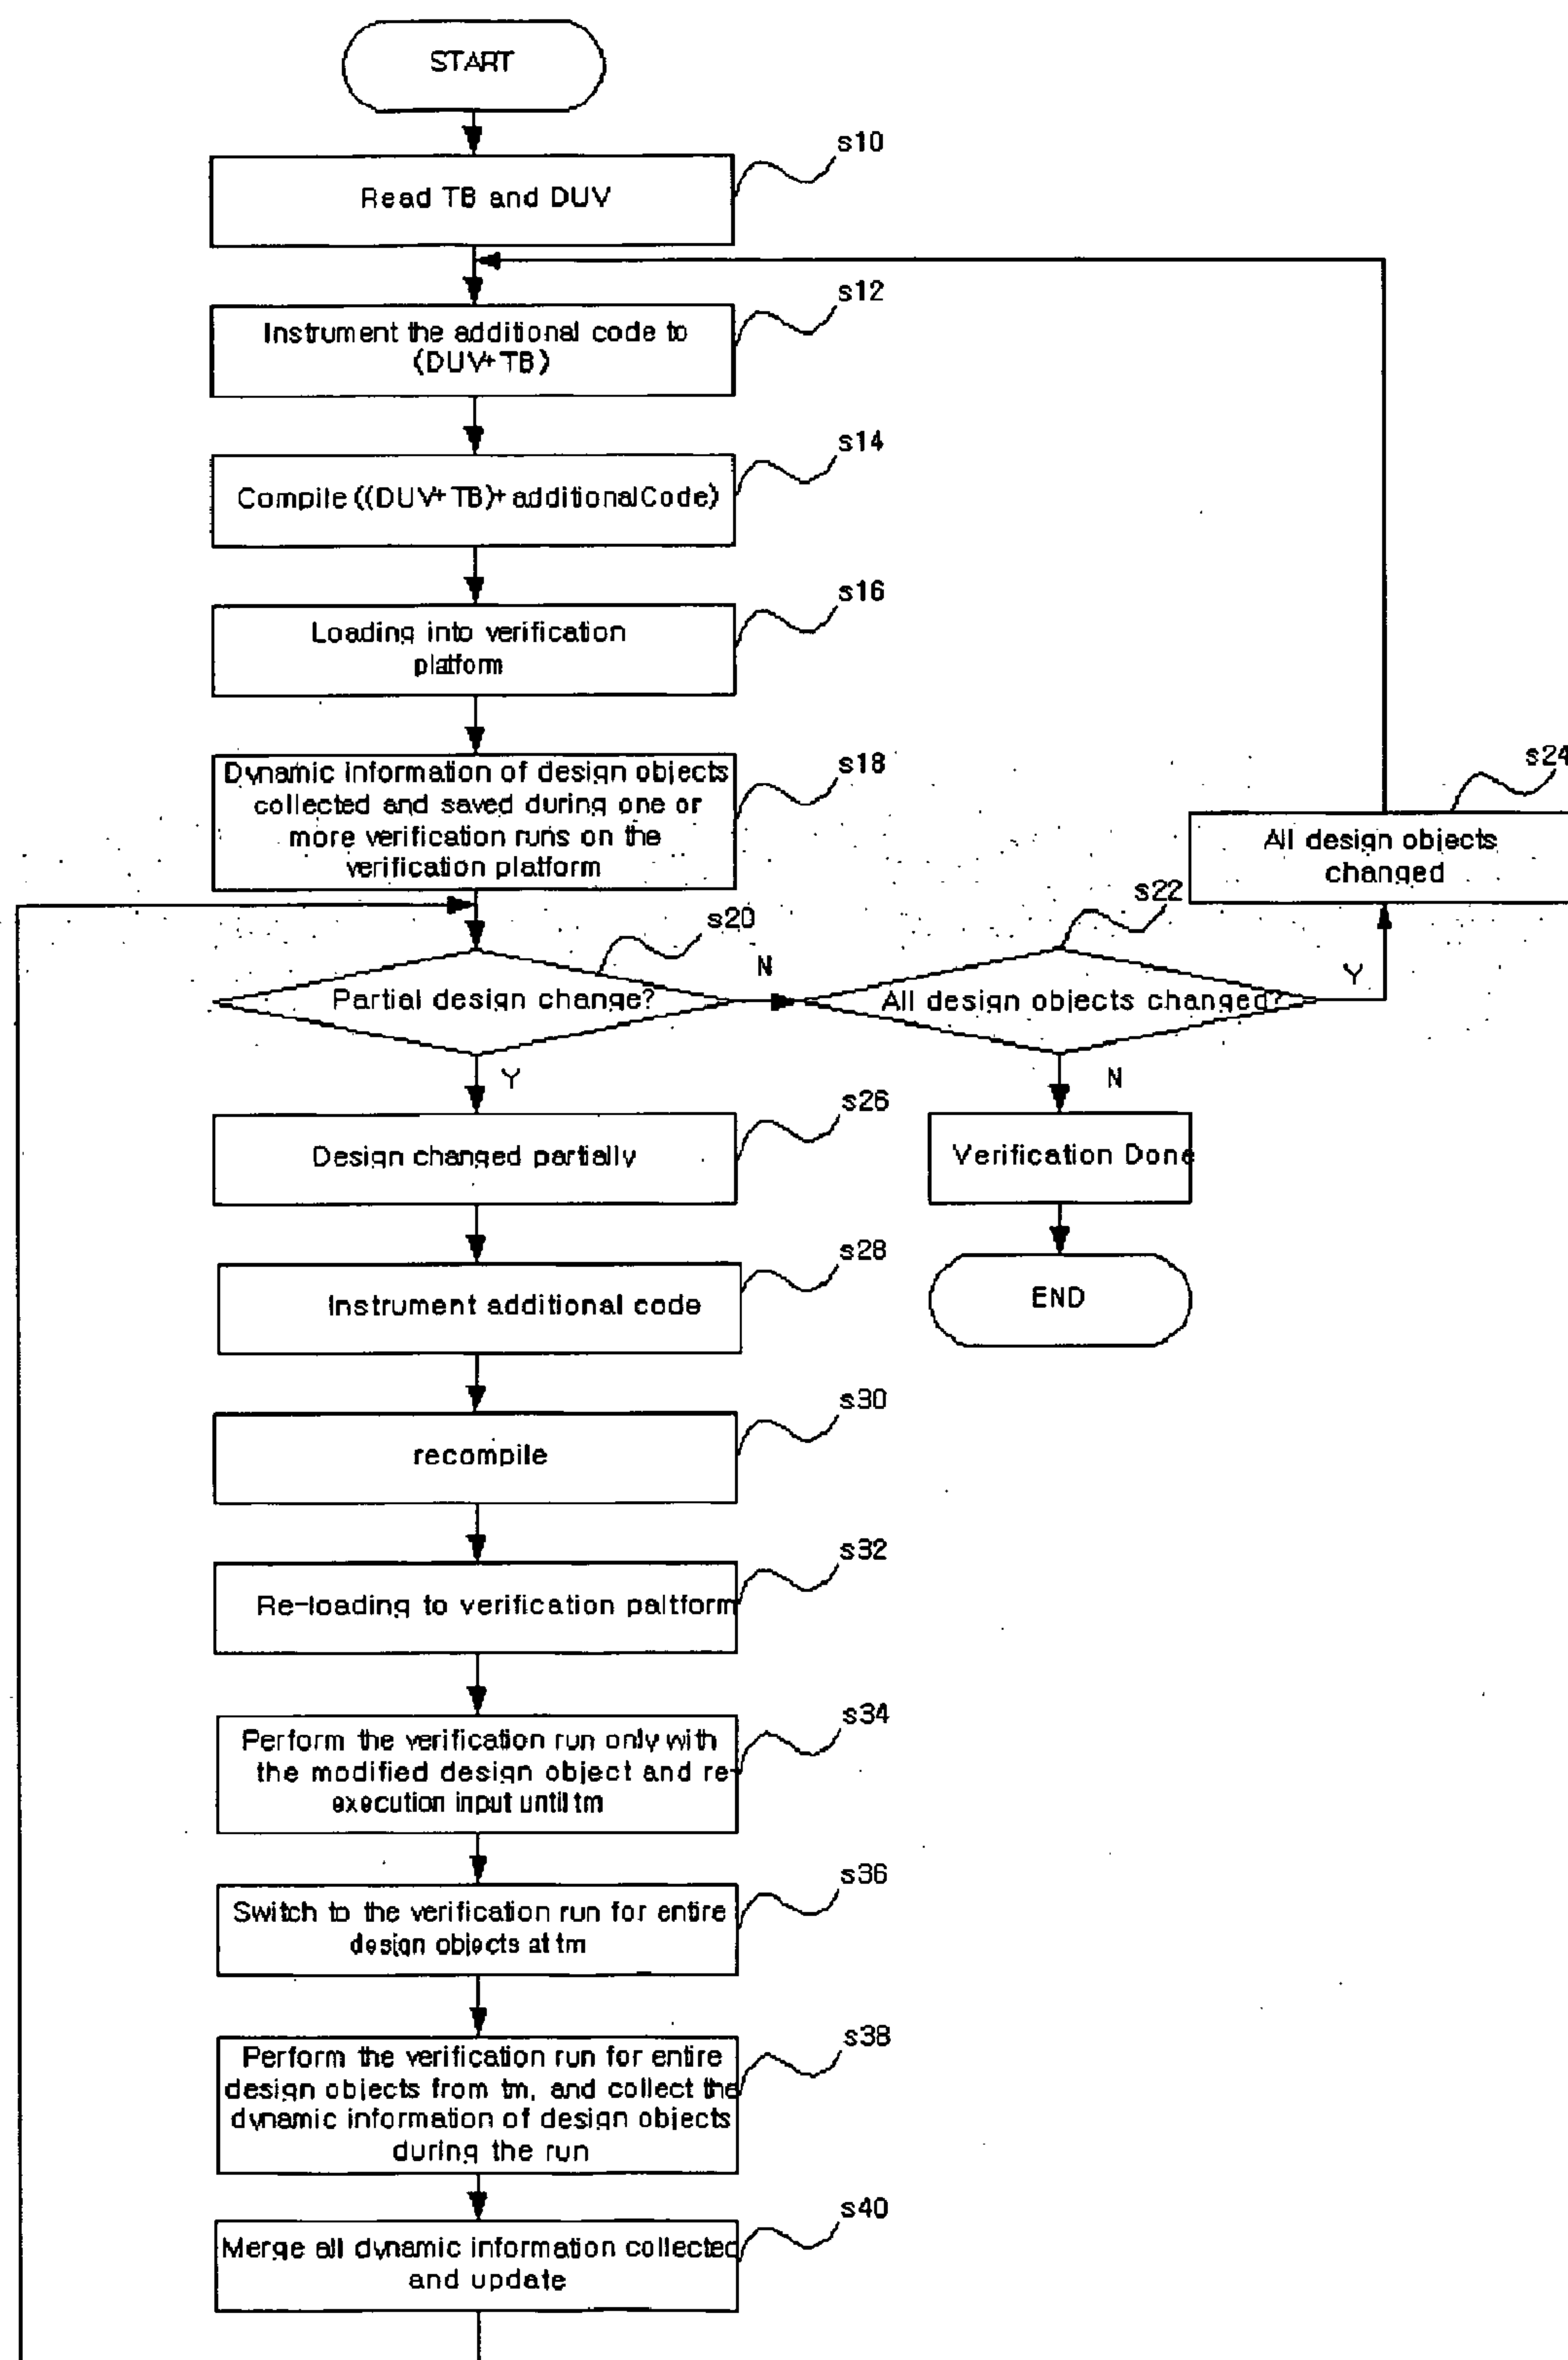 START
s10
Read TB and DUV
s12
Instrument the additional code to
(DUV+TB)
s14
Compile((DUV+TB)+additionalCode)
s16
Loading into verification
platform
s18
Dynamic information of design objects
collected and saved during one or
more verification runs on the
verification platform
s24
All design objects
changed
s20
Partial design change?
N
s22
All design objects changed?
Y
Y
N
s26
Design changed partially
Verification Done
s28
Instrument additional code
END
s30
recompile
s32
Re-loading to verification paltform
s34
Perform the verification run only with
the modified design object and re-
execution input until tm
s36
Switch to the verification run for entire
design objects at tm
s38
Perform the verification run for entire
design objects from tm, and collect the
dynamic information of design objects
during the run
s40
Merge all dynamic information collected
and update